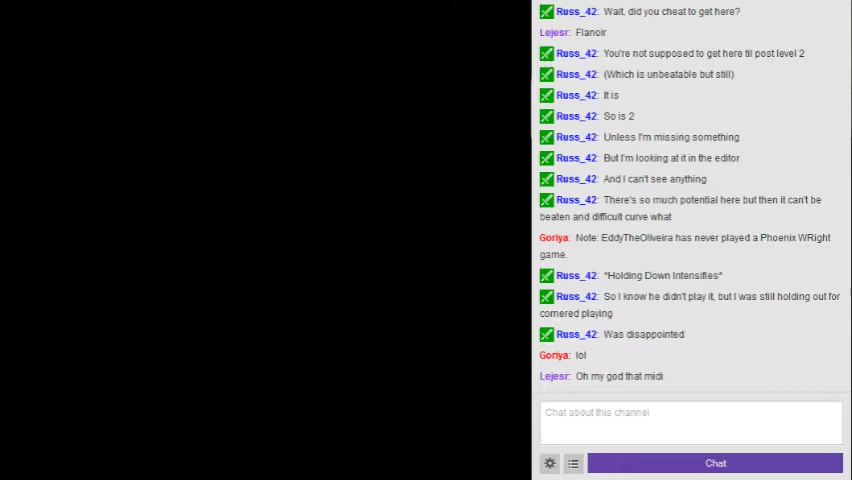 Russ_42: Wait, did you cheat to get here?
Lejesr: Flanoir
Russ_42: You're not supposed to get here til post level 2
Russ_42: (Which is unbeatable but still)
Russ_42: It is
Russ_42: So is 2
Russ_42: Unless I'm missing something
Russ_42: But I'm looking at it in the editor
Russ_42: And I can't see anything
Russ_42: There's so much potential here but then it can't be
beaten and difficult curve what
Goriya: Note: EddyTheOliveira has never played a Phoenix WRight
game.
Russ_42: *Holding Down Intensifies*
Russ_42: So I know he didn't play it, but I was still holding out for
cornered playing
Russ_42: Was disappointed
Goriya: lol
Lejesr: Oh my god that midi
Chat about this channel
Chat